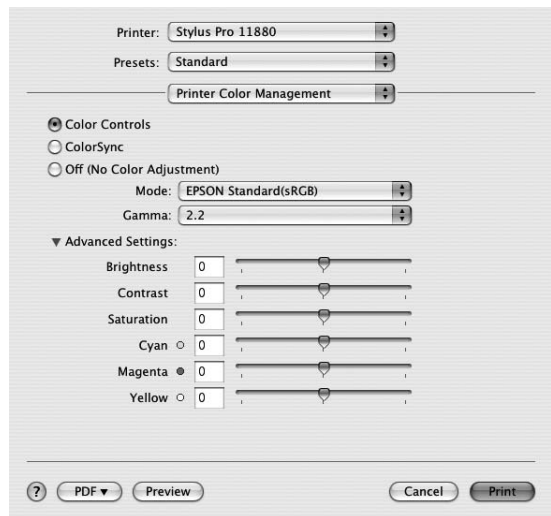 Printer: Stylus Pro 11880
Presets: Standard
Printer Color Management
Color Controls
ColorSync
Off (No Color Adjustment)
Mode: EPSON Standard(sRGB)
Gamma: 2.2
Advanced Settings:
Brightness 0
Contrast 0
Saturation 0
Cyan 0
Magenta 0
Yellow 0
? PDF Preview Cancel Print